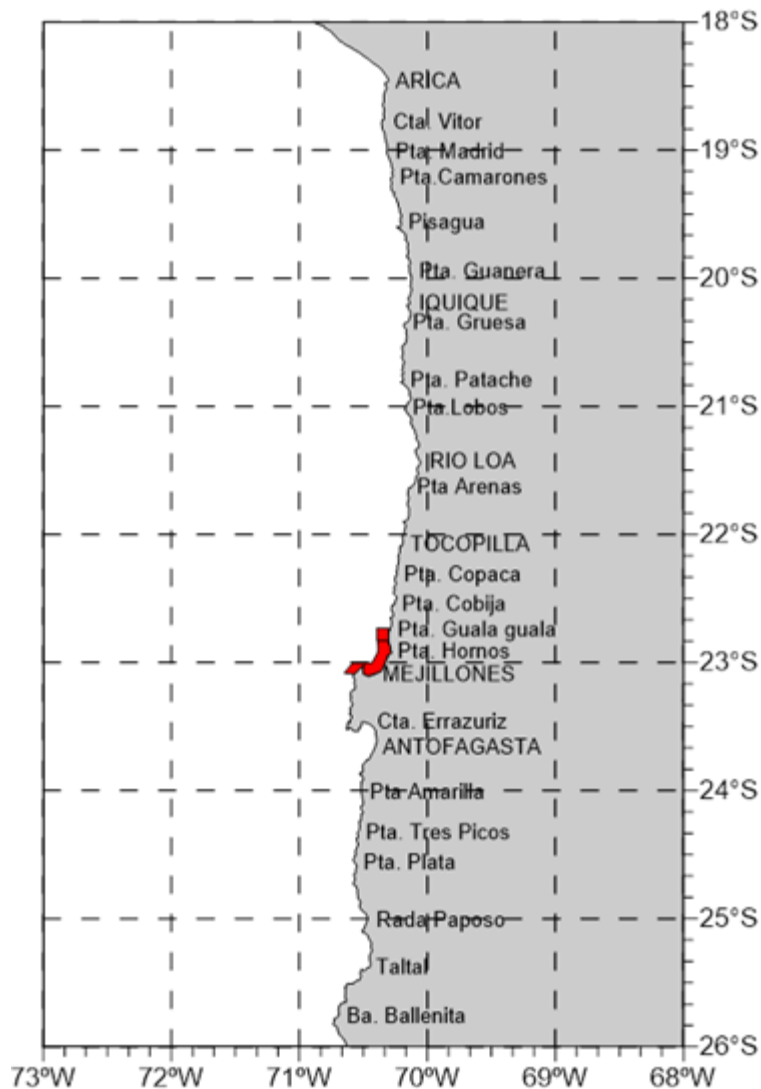 18°S
ARICA
Cta. Vitor
19°S
Pta. Madrid
Pta.Camarones
Pisagua
Pta. Guanera
20°S
IQUIQUE
Pta. Gruesa
Pta. Patache
21°S
Pta.Lobos
RIO LOA
Pta Arenas
22°S
TOCOPILLA
Pta. Copaca
Pta. Cobija
Pta. Guala guala
Pta. Hornos
23°S
MEJILLONES
Cta. Errazuriz
ANTOFAGASTA
24°S
Pta Amarilla
Pta. Tres Picos
Pta. Plata
25°S
Rada Paposo
Taltal
Ba. Ballenita
26°S
73°W 72°W 71°W 70°W 69°W 68°W